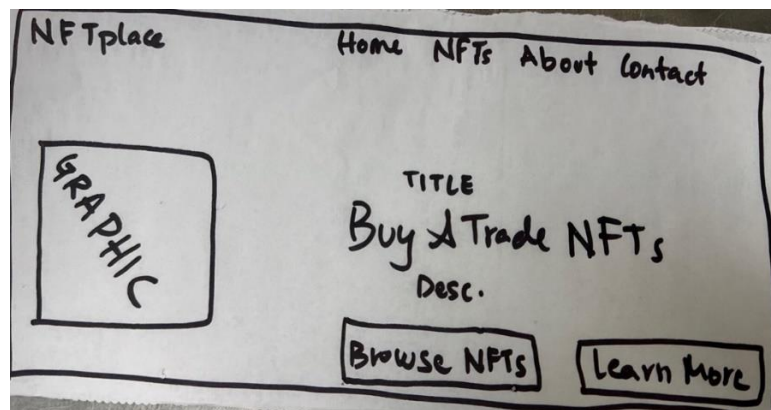 NFTplace
Home NFTs About Contact
GRAPHIC
TITLE
Buy & Trade NFTs
Desc.
Browse NFTs
Learn More